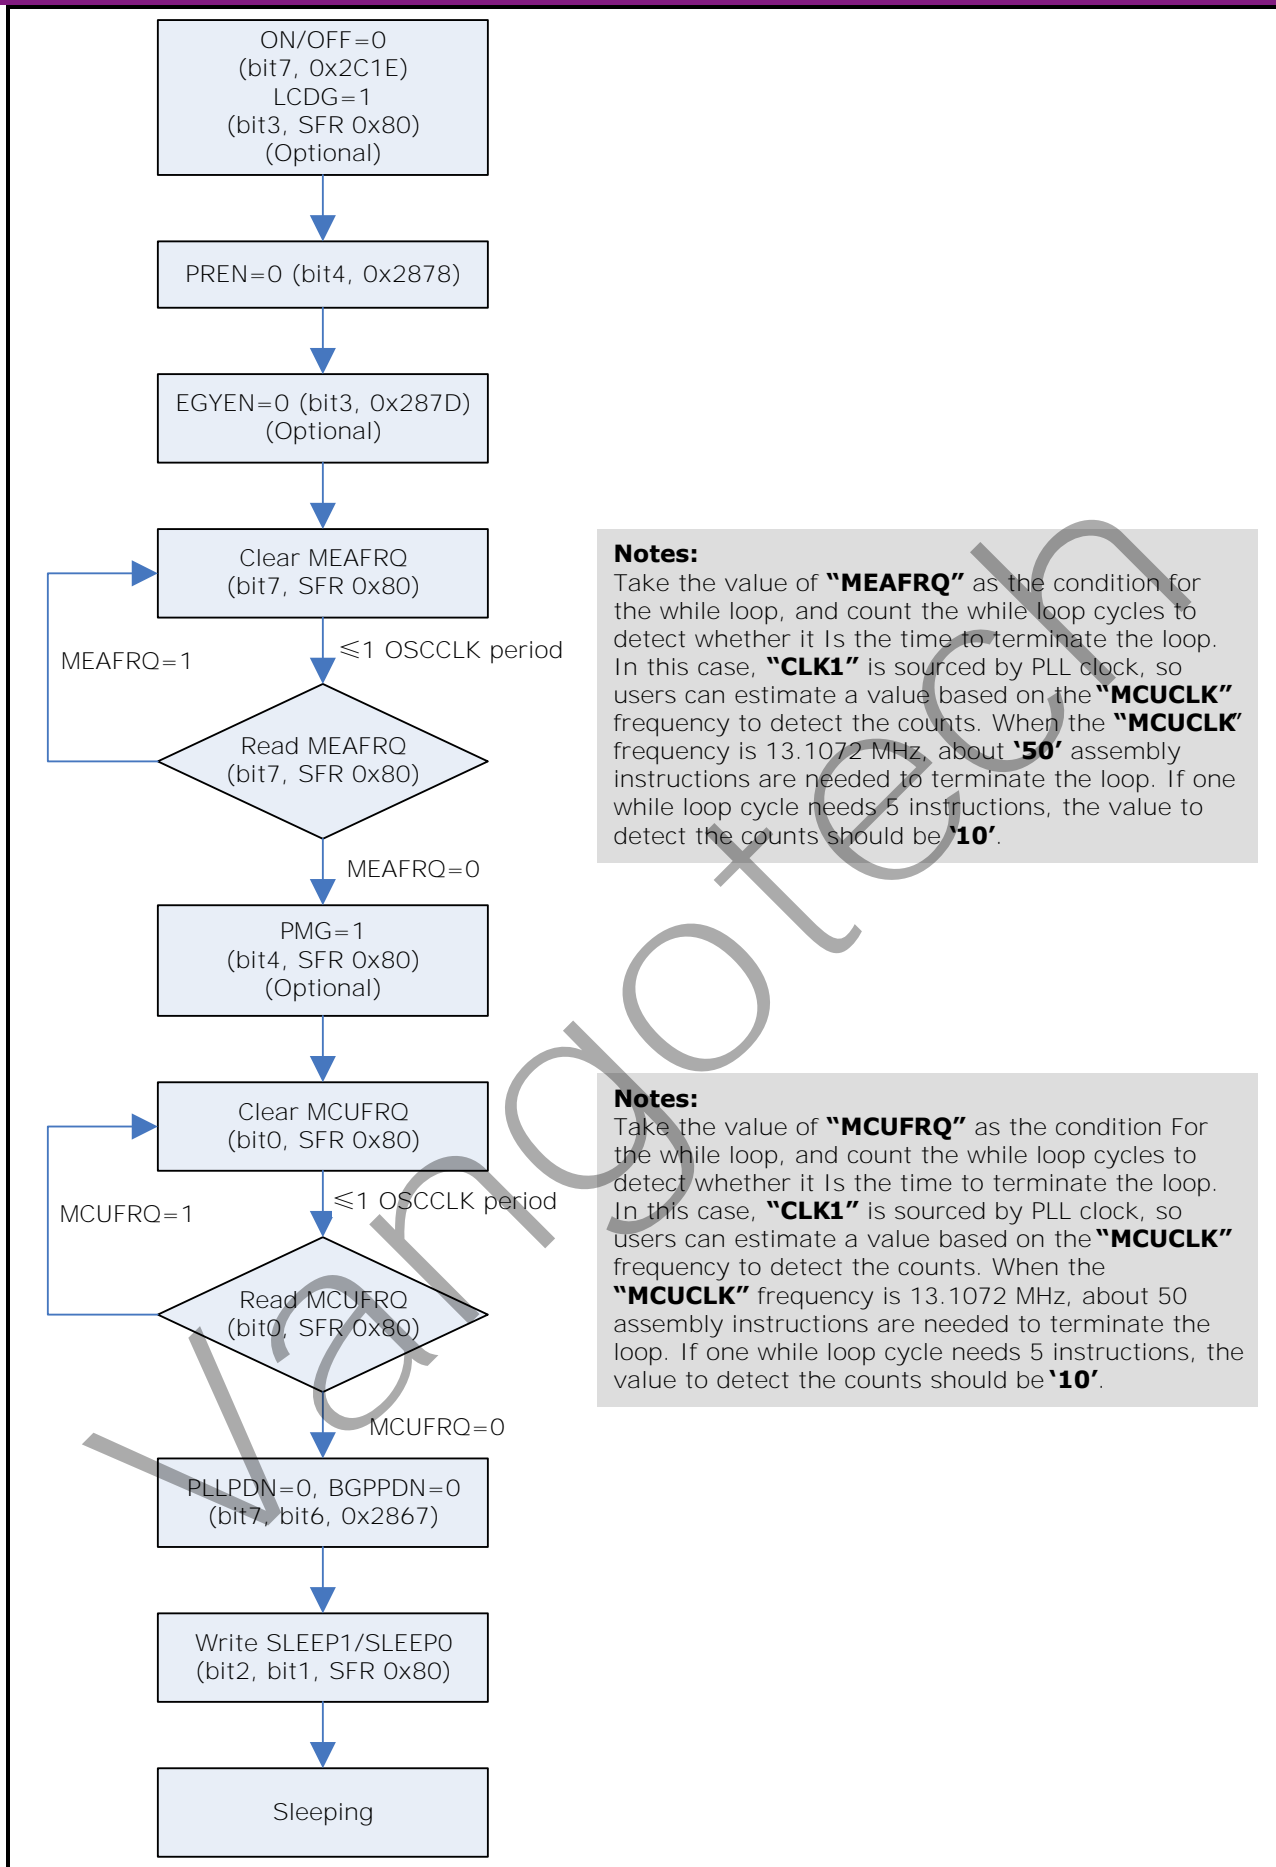 ON/OFF=0
(bit7, 0x2C1E)
LCDG=1
(bit3, SFR 0x80)
(Optional)
PREN=0 (bit4, 0x2878)
EGYEN=0 (bit3, 0x287D)
(Optional)
Clear MEAFRQ
(bit7, SFR 0x80)
MEAFRQ=1
≤1 OSCCLK period
Read MEAFRQ
(bit7, SFR 0x80)
MEAFRQ=0
Notes:
Take the value of “MEAFRQ” as the condition for
the while loop, and count the while loop cycles to
detect whether it Is the time to terminate the loop.
In this case, “CLK1” is sourced by PLL clock, so
users can estimate a value based on the “MCUCLK”
frequency to detect the counts. When the “MCUCLK”
frequency is 13.1072 MHz, about ‘50’ assembly
instructions are needed to terminate the loop. If one
while loop cycle needs 5 instructions, the value to
detect the counts should be ‘10’.
PMG=1
(bit4, SFR 0x80)
(Optional)
Clear MCUFRQ
(bit0, SFR 0x80)
MCUFRQ=1
≤1 OSCCLK period
Read MCUFRQ
(bit0, SFR 0x80)
MCUFRQ=0
Notes:
Take the value of “MCUFRQ” as the condition For
the while loop, and count the while loop cycles to
detect whether it Is the time to terminate the loop.
In this case, “CLK1” is sourced by PLL clock, so
users can estimate a value based on the “MCUCLK”
frequency to detect the counts. When the
“MCUCLK” frequency is 13.1072 MHz, about 50
assembly instructions are needed to terminate the
loop. If one while loop cycle needs 5 instructions, the
value to detect the counts should be ‘10’.
PLLPDN=0, BGPPDN=0
(bit7, bit6, 0x2867)
Write SLEEP1/SLEEP0
(bit2, bit1, SFR 0x80)
Sleeping
Vangotech